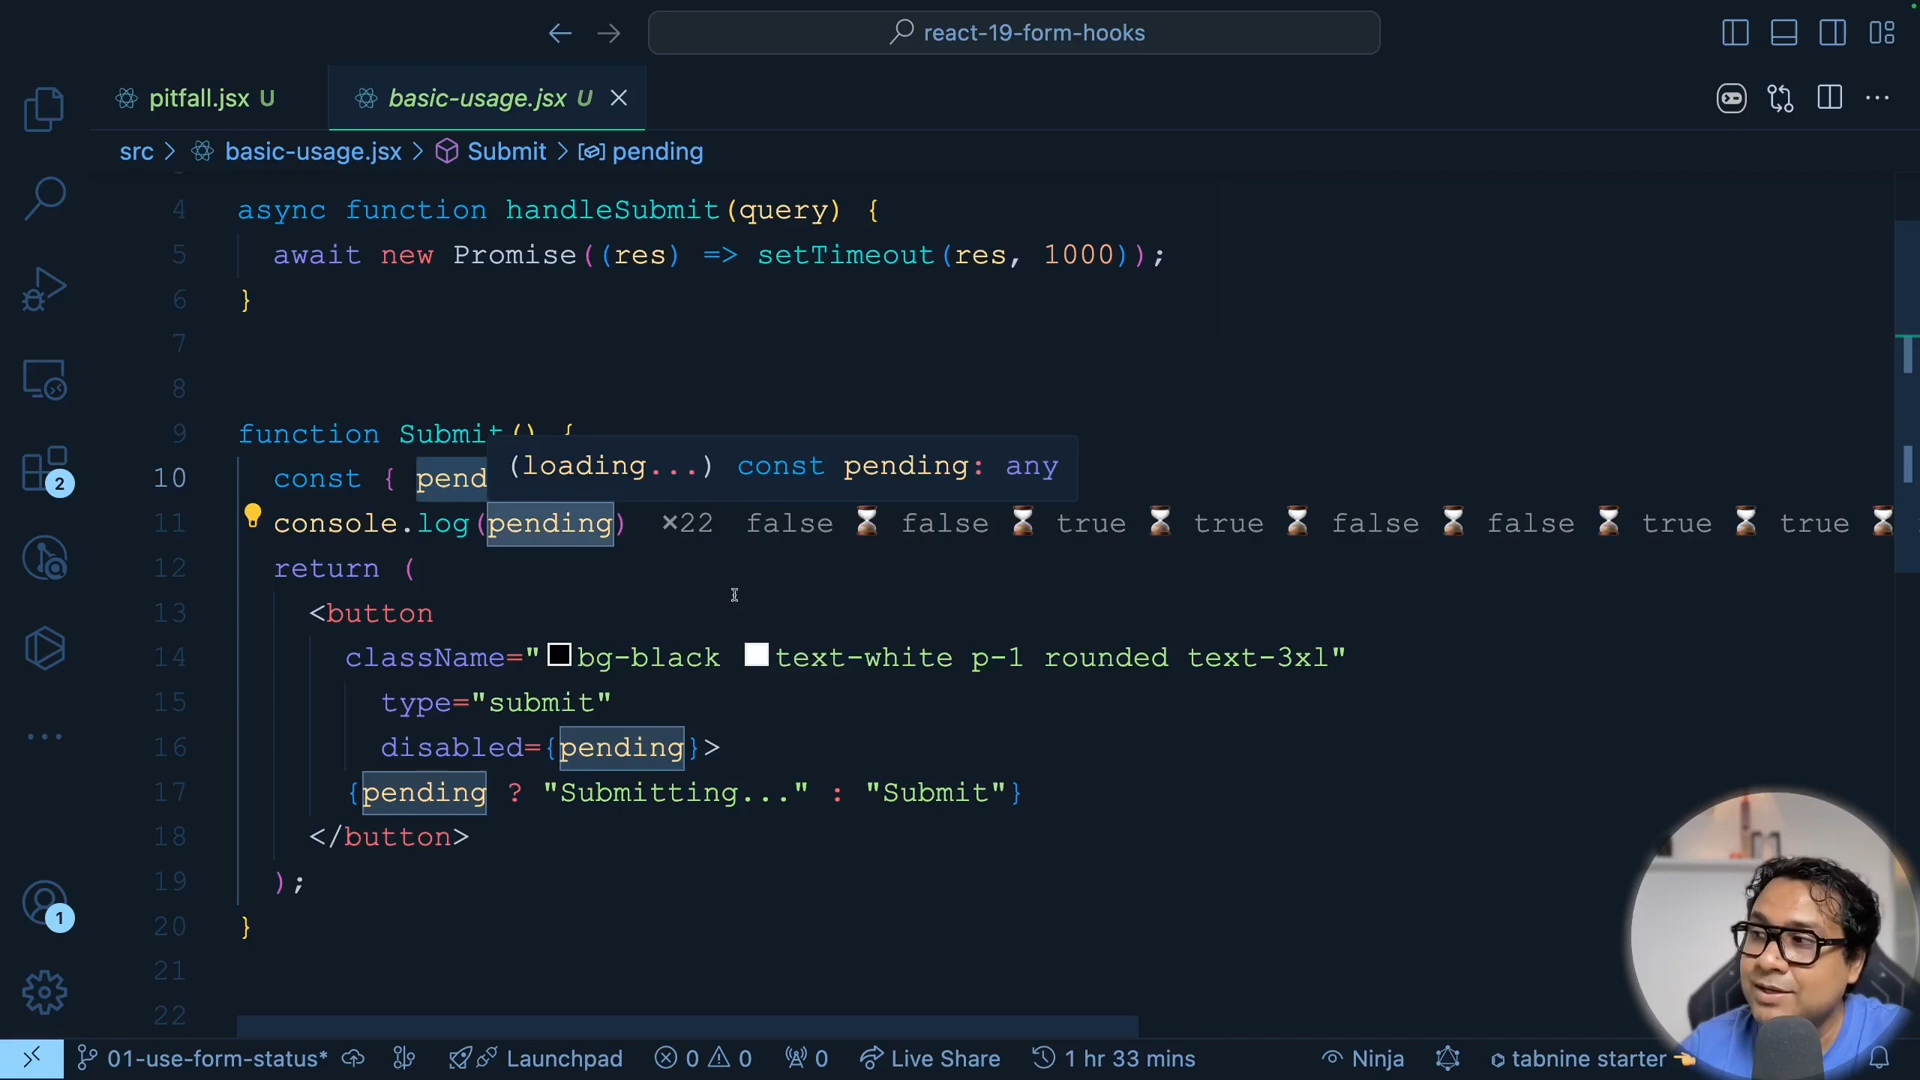 react-19-form-hooks
pitfall.jsx U
basic-usage.jsx U
src > basic-usage.jsx > Submit > pending
4 async function handleSubmit(query) {
5 await new Promise((res) => setTimeout(res, 1000));
6 }
7
8
9 function Submit() {
10 const { pend
(loading...) const pending: any
11 console.log(pending) ×22 false ⌛ false ⌛ true ⌛ true ⌛ false ⌛ false ⌛ true ⌛ true ⌛
12 return (
13 <button
14 className="bg-black text-white p-1 rounded text-3xl"
15 type="submit"
16 disabled={pending}>
17 {pending ? "Submitting..." : "Submit"}
18 </button>
19 );
20 }
21
22
2
1
01-use-form-status* Launchpad 0 0 0 Live Share 1 hr 33 mins Ninja tabnine starter 👈